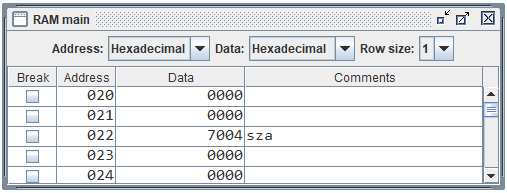 RAM main
Address: Hexadecimal Data: Hexadecimal Row size: 1
Break Address Data Comments
020 0000
021 0000
022 7004 sza
023 0000
024 0000